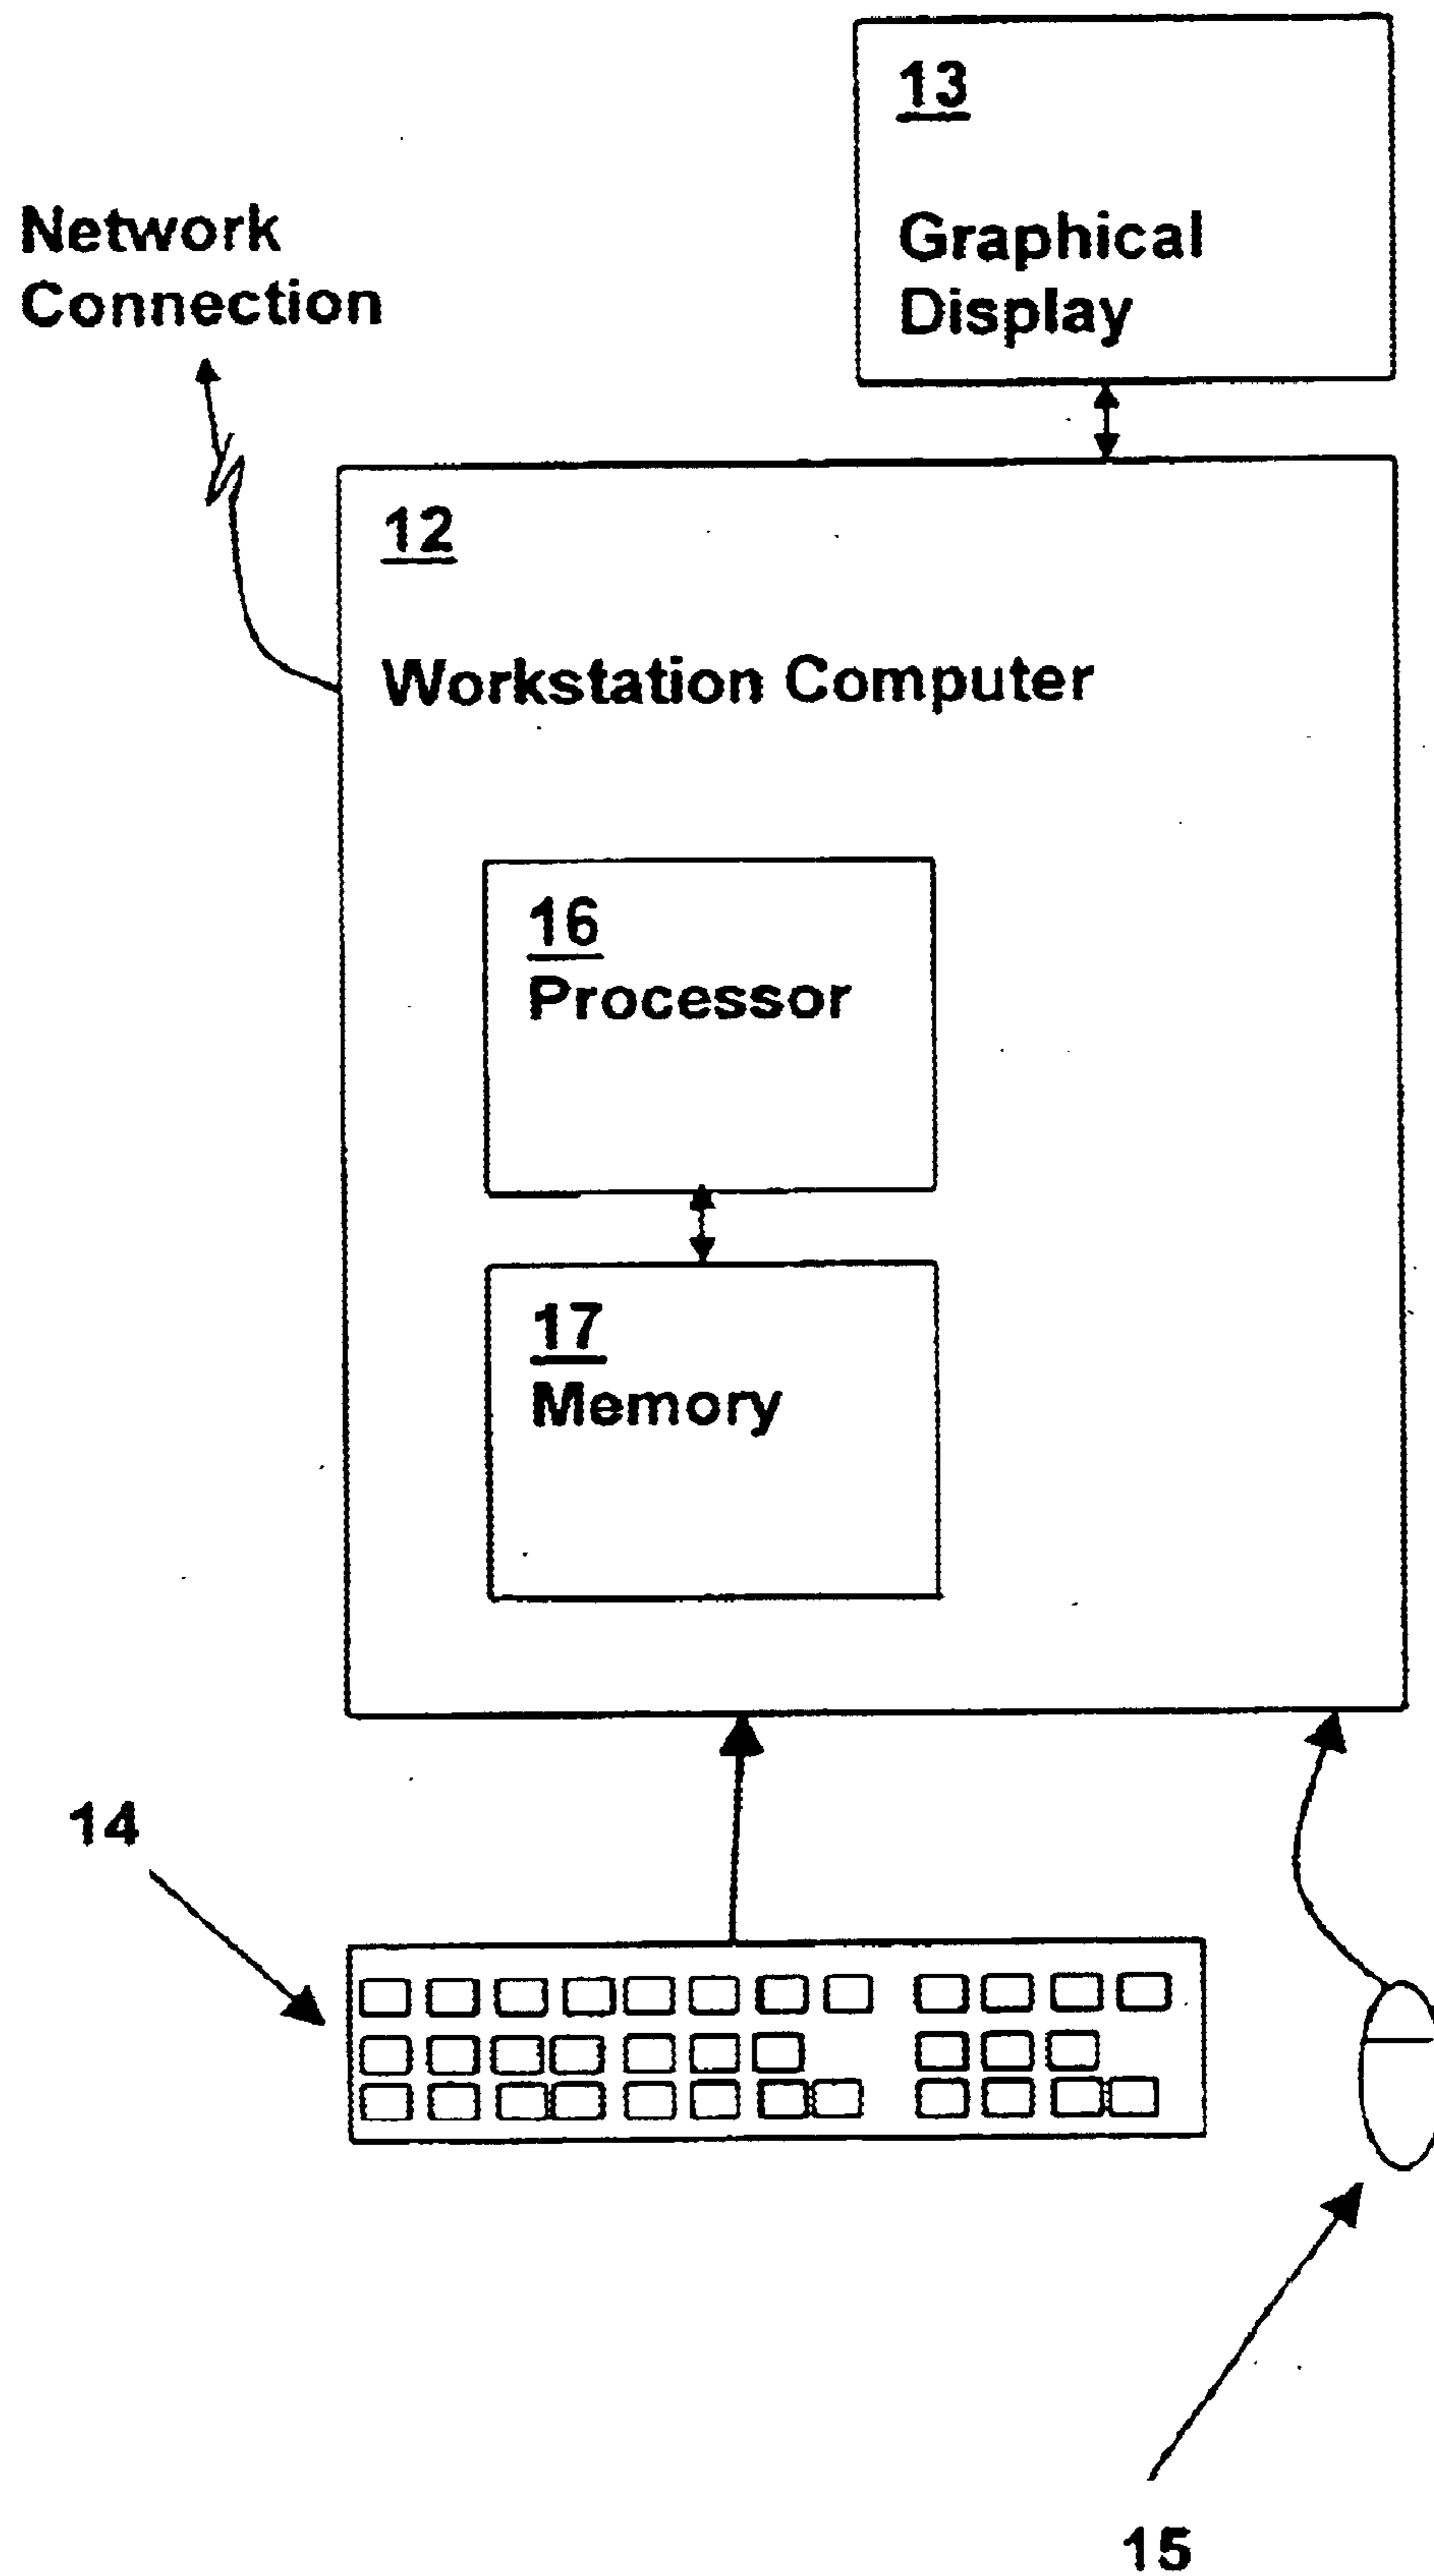 13
Graphical
Display
Network
Connection
12
Workstation Computer
16
Processor
17
Memory
14
15